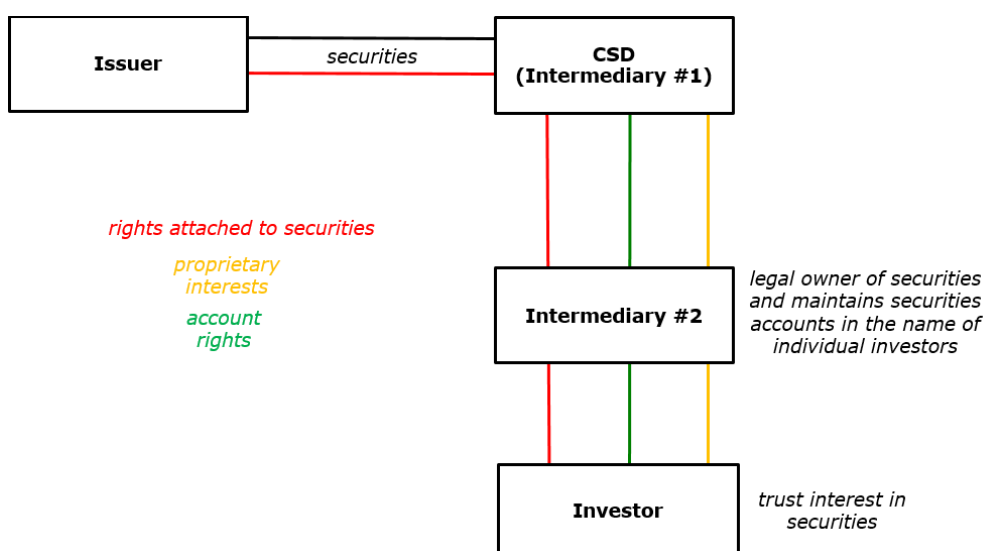 Issuer
securities
CSD
(Intermediary #1)
rights attached to securities
proprietary
interests
account
rights
Intermediary #2
legal owner of securities
and maintains securities
accounts in the name of
individual investors
Investor
trust interest in
securities